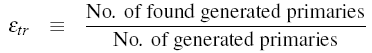 ε_tr ≡ No. of found generated primaries
No. of generated primaries